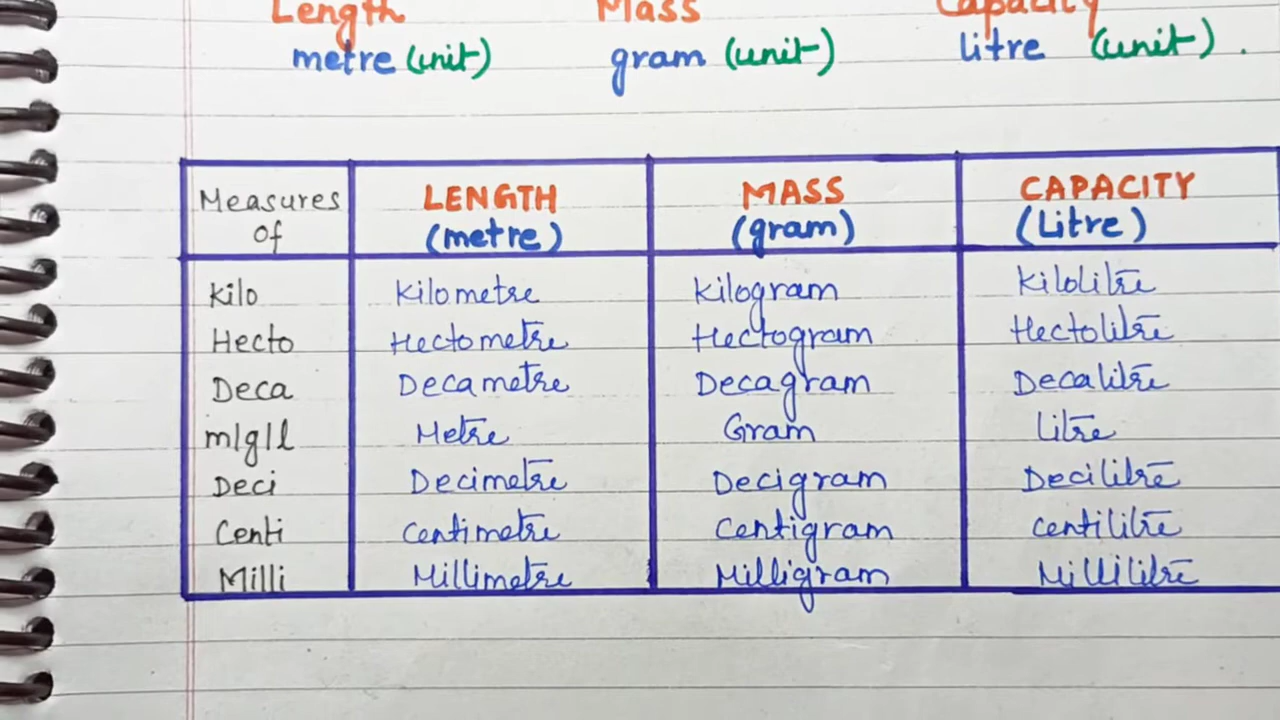 Length Mass Capacity
metre (unit) gram (unit) litre (unit).
Measures Of LENGTH (metre) MASS (gram) CAPACITY (Litre)
Kilo Kilometre Kilogram Kilolitre
Hecto Hectometre Hectogram Hectolitre
Deca Decametre Decagram Decalitre
m/g/l Metre Gram Litre
Deci Decimetre Decigram Decilitre
Centi Centimetre Centigram Centilitre
Milli Millimetre Milligram Millilitre